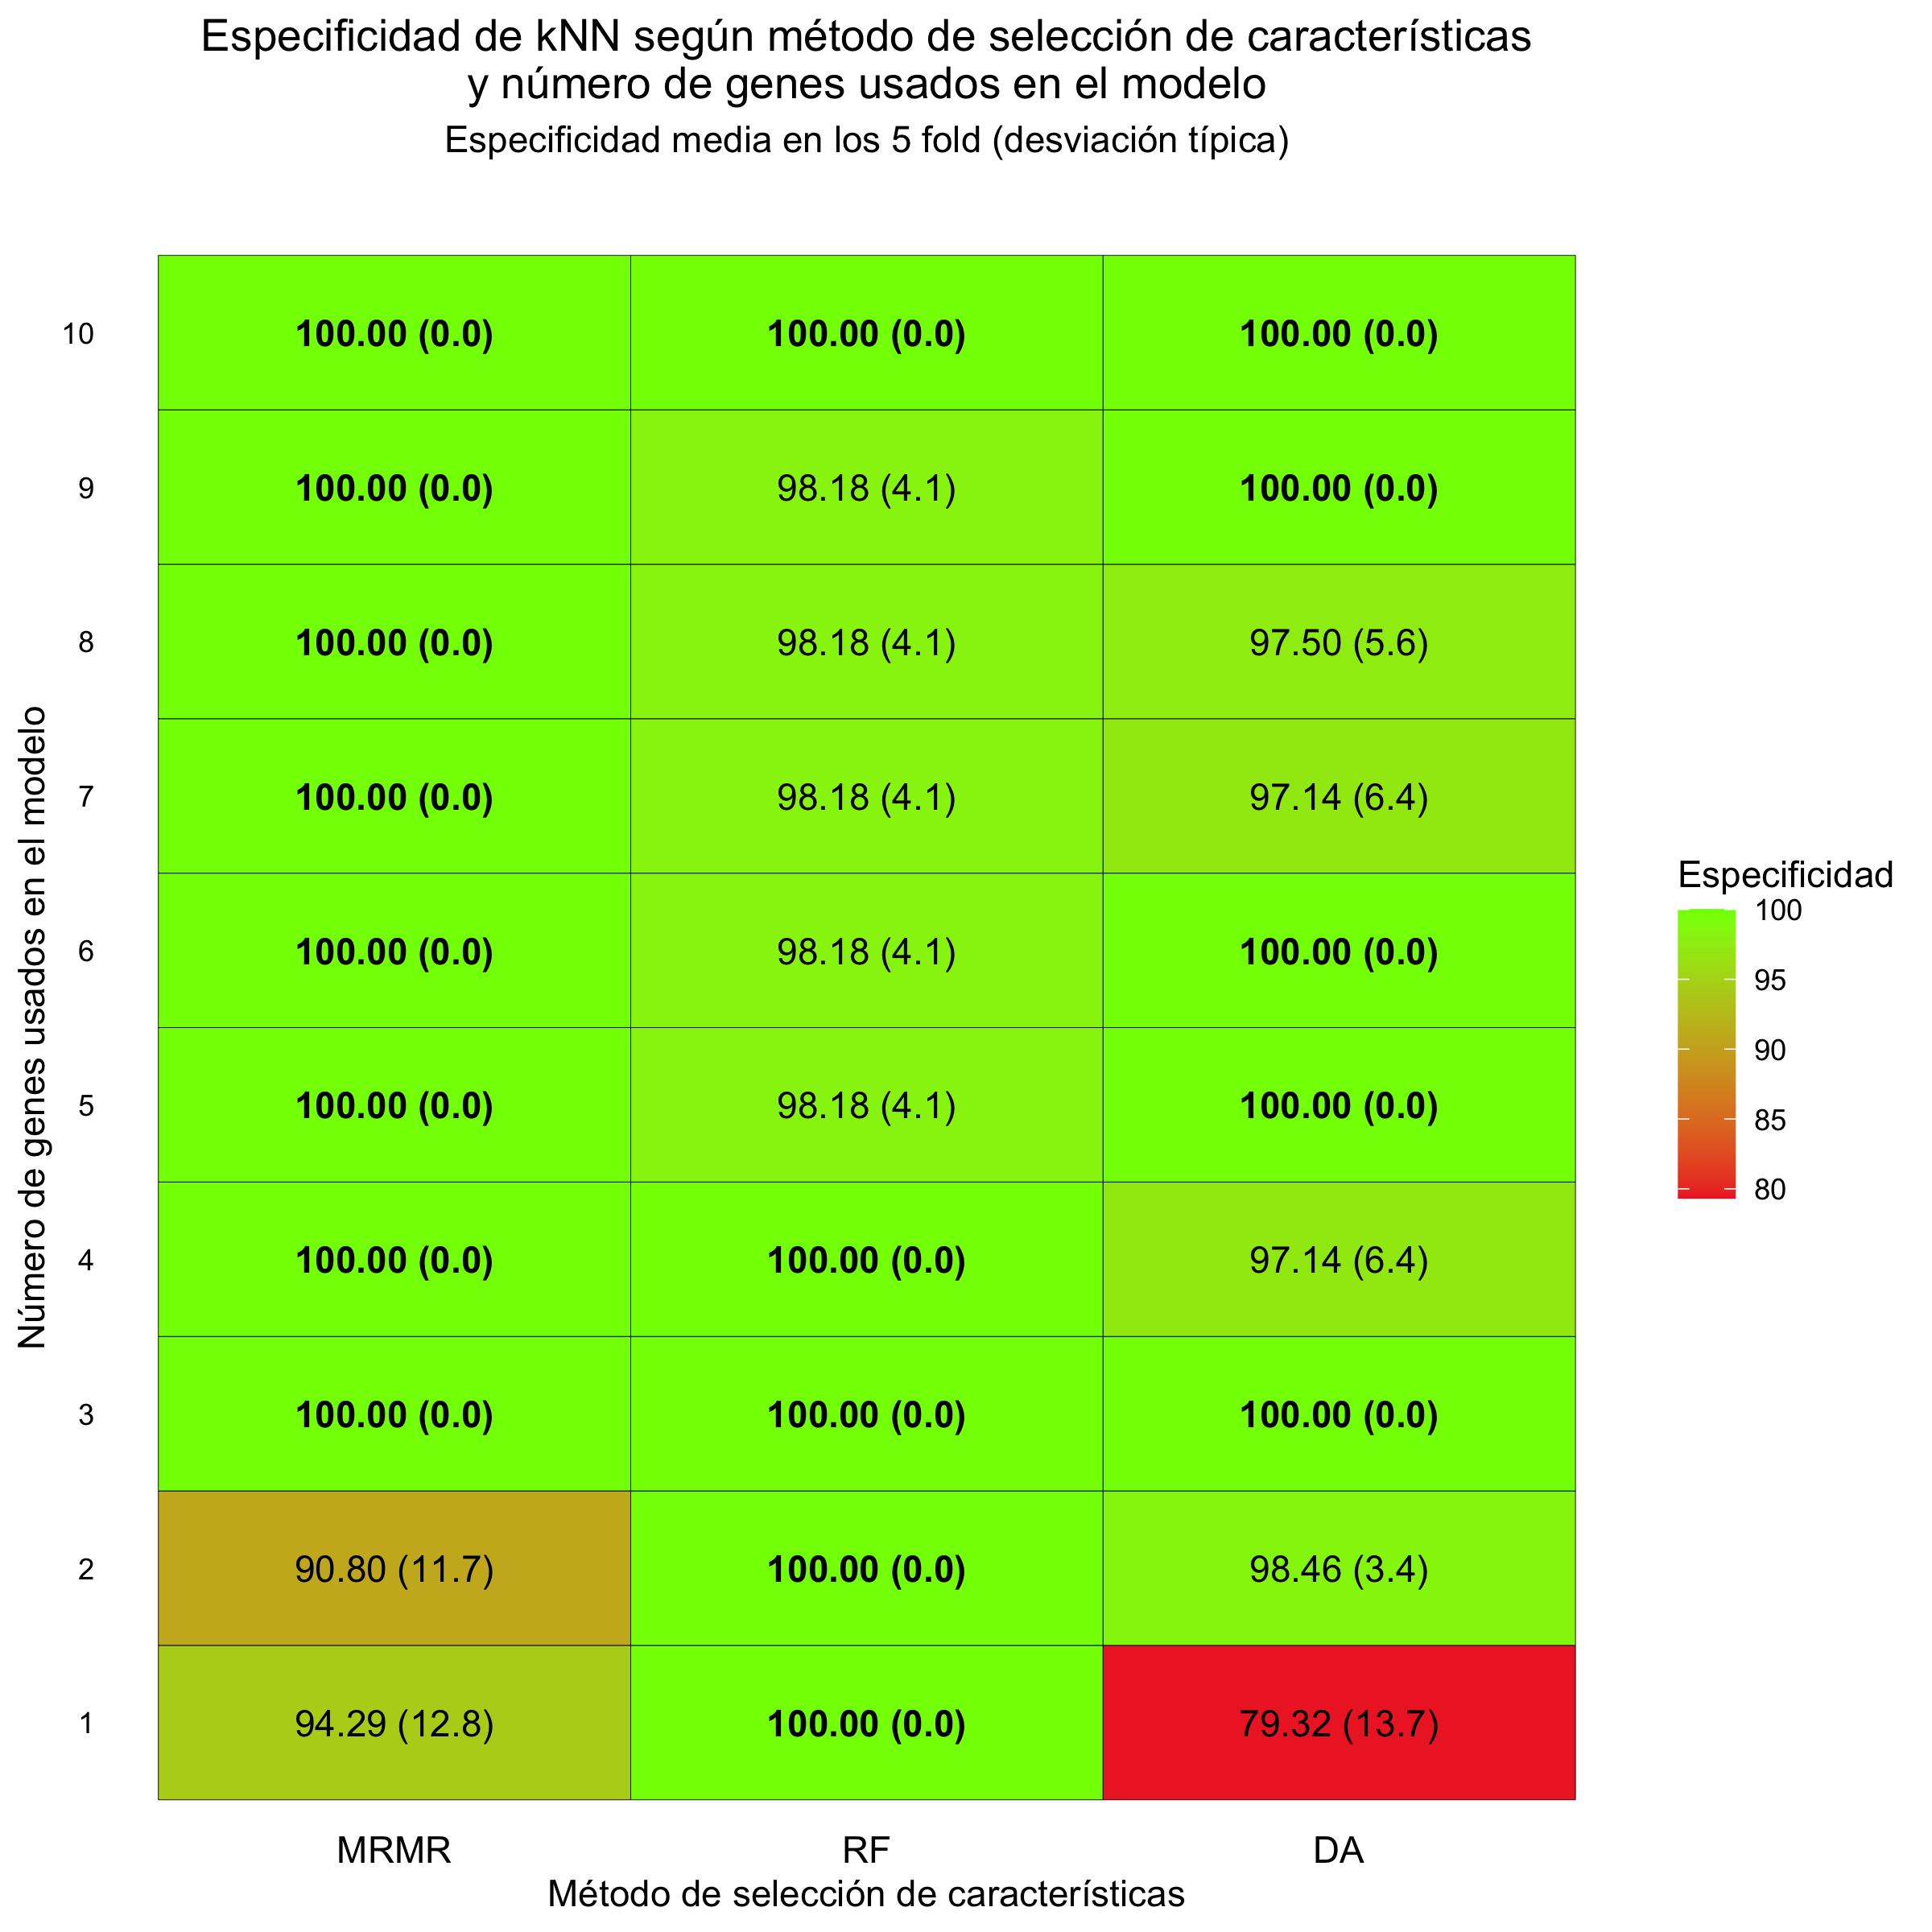 Especificidad de kNN según método de selección de características
y número de genes usados en el modelo
Especificidad media en los 5 fold (desviación típica)
Número de genes usados en el modelo
10 100.00 (0.0) 100.00 (0.0) 100.00 (0.0)
9 100.00 (0.0) 98.18 (4.1) 100.00 (0.0)
8 100.00 (0.0) 98.18 (4.1) 97.50 (5.6)
7 100.00 (0.0) 98.18 (4.1) 97.14 (6.4)
6 100.00 (0.0) 98.18 (4.1) 100.00 (0.0)
5 100.00 (0.0) 98.18 (4.1) 100.00 (0.0)
4 100.00 (0.0) 100.00 (0.0) 97.14 (6.4)
3 100.00 (0.0) 100.00 (0.0) 100.00 (0.0)
2 90.80 (11.7) 100.00 (0.0) 98.46 (3.4)
1 94.29 (12.8) 100.00 (0.0) 79.32 (13.7)
MRMR RF DA
Método de selección de características
Especificidad
100
95
90
85
80